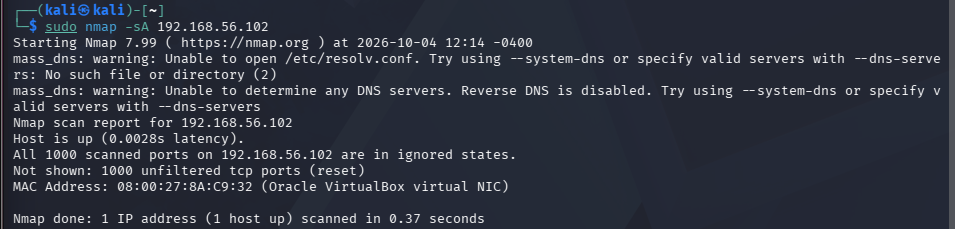 ┌──(kali㉿kali)-[~]
└─$ sudo nmap -sA 192.168.56.102
Starting Nmap 7.99 ( https://nmap.org ) at 2026-10-04 12:14 -0400
mass_dns: warning: Unable to open /etc/resolv.conf. Try using --system-dns or specify valid servers with --dns-serve
rs: No such file or directory (2)
mass_dns: warning: Unable to determine any DNS servers. Reverse DNS is disabled. Try using --system-dns or specify v
alid servers with --dns-servers
Nmap scan report for 192.168.56.102
Host is up (0.0028s latency).
All 1000 scanned ports on 192.168.56.102 are in ignored states.
Not shown: 1000 unfiltered tcp ports (reset)
MAC Address: 08:00:27:8A:C9:32 (Oracle VirtualBox virtual NIC)
Nmap done: 1 IP address (1 host up) scanned in 0.37 seconds